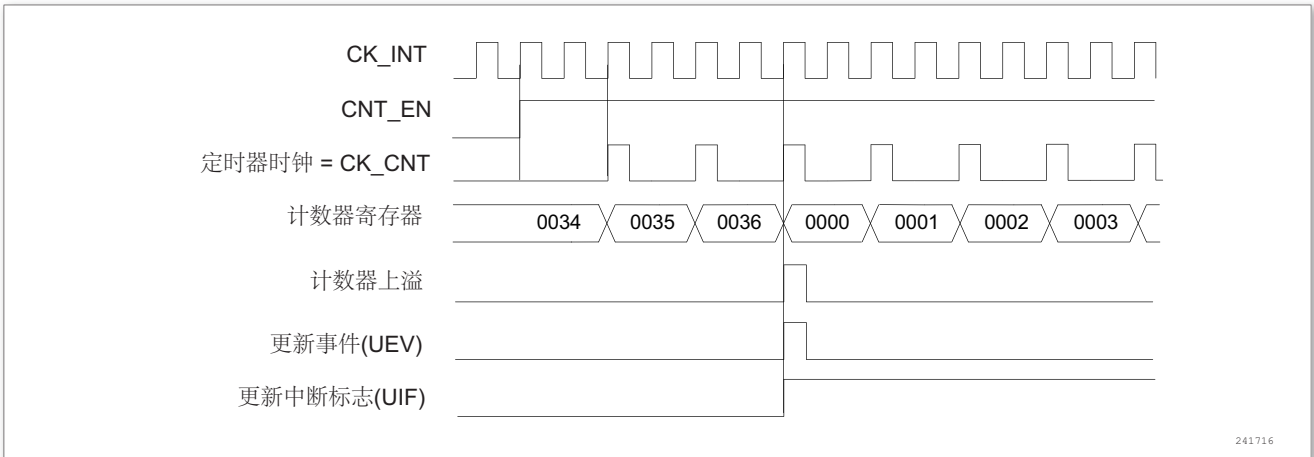 CK_INT
CNT_EN
定时器时钟 = CK_CNT
计数器寄存器 0034 0035 0036 0000 0001 0002 0003
计数器上溢
更新事件(UEV)
更新中断标志(UIF)
241716